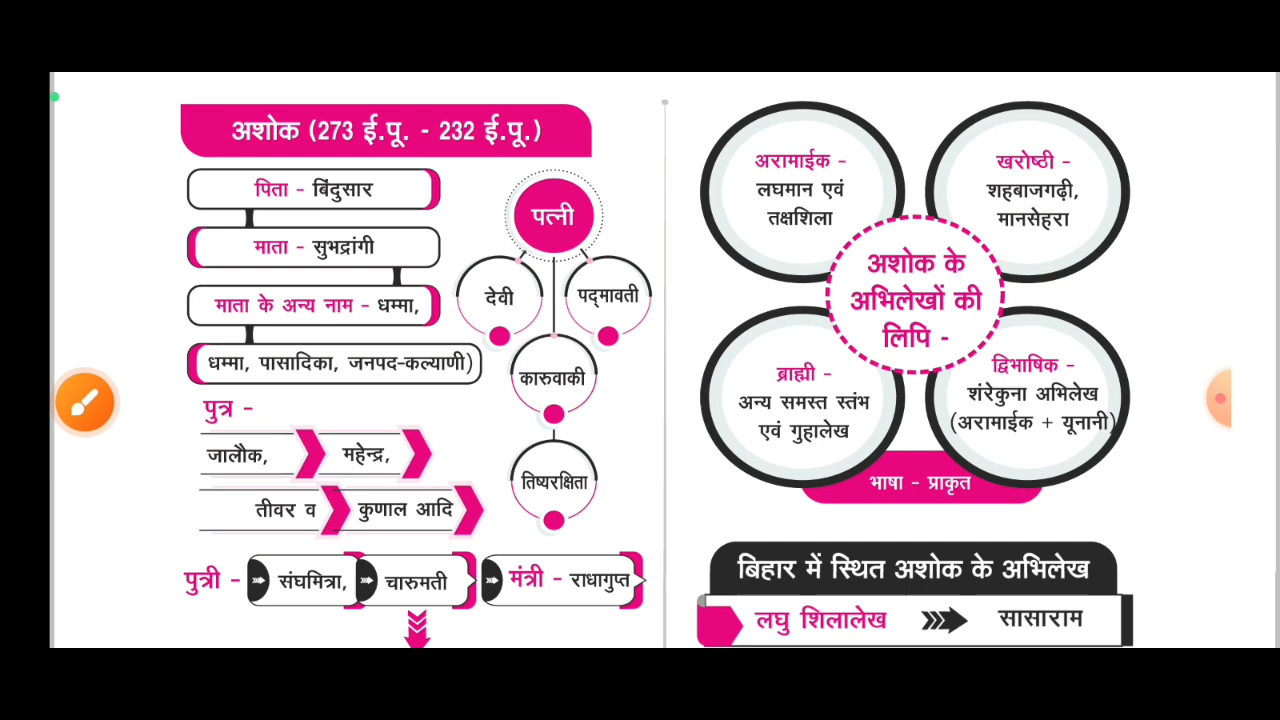 अशोक (273 ई.पू. - 232 ई.पू.)
पिता - बिंदुसार
माता - सुभद्रांगी
माता के अन्य नाम - धम्मा,
धम्मा, पासादिका, जनपद-कल्याणी)
पुत्र -
जालौक,
महेन्द्र,
तीवर व
कुणाल आदि
पुत्री -
संघमित्रा,
चारुमती
मंत्री - राधागुप्त
पत्नी
देवी
पद्मावती
कारुवाकी
तिष्यरक्षिता
अरामाईक -
लघमान एवं
तक्षशिला
खरोष्ठी -
शह्बाजगढ़ी,
मानसेहरा
अशोक के
अभिलेखों की
लिपि -
ब्राह्मी -
अन्य समस्त स्तंभ
एवं गुहालेख
द्विभाषिक -
शंरेकुना अभिलेख
(अरामाईक + यूनानी)
भाषा - प्राकृत
बिहार में स्थित अशोक के अभिलेख
लघु शिलालेख
सासाराम